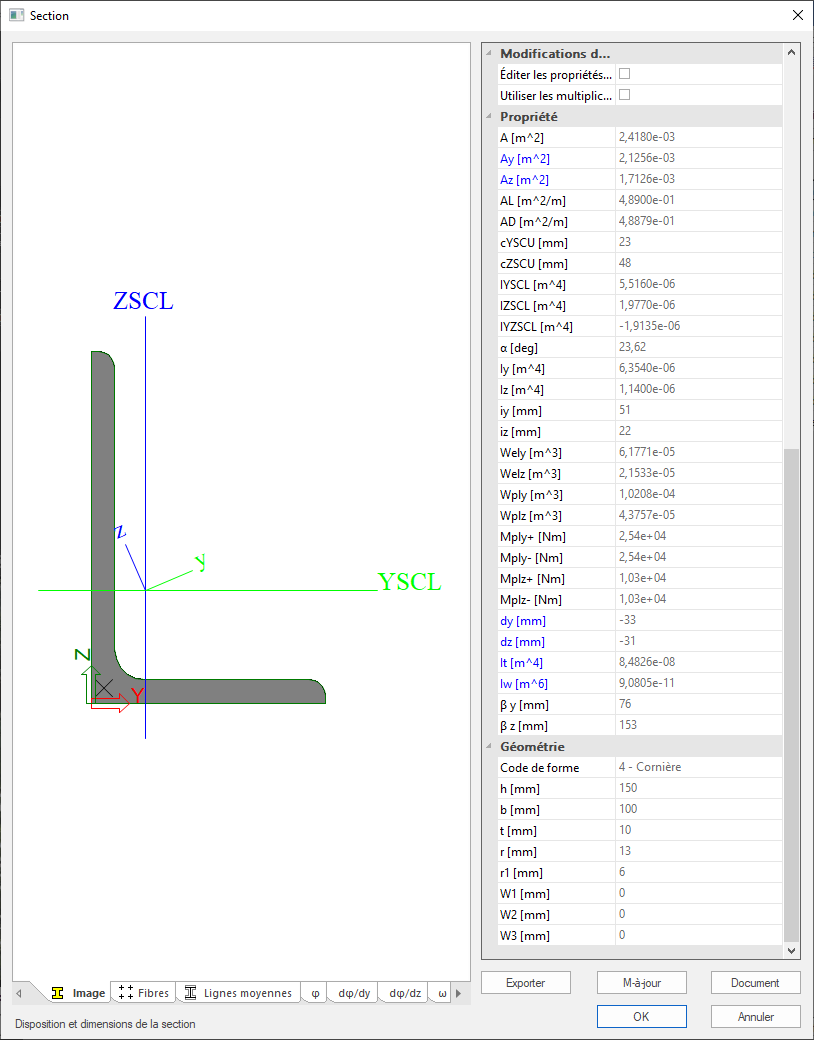 Section
ZSCL
z
y
YSCL
Z
Y
Modifications d...
Éditer les propriétés...
Utiliser les multiplic...
Propriété
A [m^2] 2,4180e-03
Ay [m^2] 2,1256e-03
Az [m^2] 1,7126e-03
AL [m^2/m] 4,8900e-01
AD [m^2/m] 4,8879e-01
cYSCU [mm] 23
cZSCU [mm] 48
IYSCL [m^4] 5,5160e-06
IZSCL [m^4] 1,9770e-06
IYZSCL [m^4] -1,9135e-06
α [deg] 23,62
Iy [m^4] 6,3540e-06
Iz [m^4] 1,1400e-06
iy [mm] 51
iz [mm] 22
Wely [m^3] 6,1771e-05
Welz [m^3] 2,1533e-05
Wply [m^3] 1,0208e-04
Wplz [m^3] 4,3757e-05
Mply+ [Nm] 2,54e+04
Mply- [Nm] 2,54e+04
Mplz+ [Nm] 1,03e+04
Mplz- [Nm] 1,03e+04
dy [mm] -33
dz [mm] -31
It [m^4] 8,4826e-08
Iw [m^6] 9,0805e-11
β y [mm] 76
β z [mm] 153
Géométrie
Code de forme 4 - Cornière
h [mm] 150
b [mm] 100
t [mm] 10
r [mm] 13
r1 [mm] 6
W1 [mm] 0
W2 [mm] 0
W3 [mm] 0
Image Fibres Lignes moyennes φ dφ/dy dφ/dz ω
Exporter M-à-jour Document
Disposition et dimensions de la section
OK Annuler